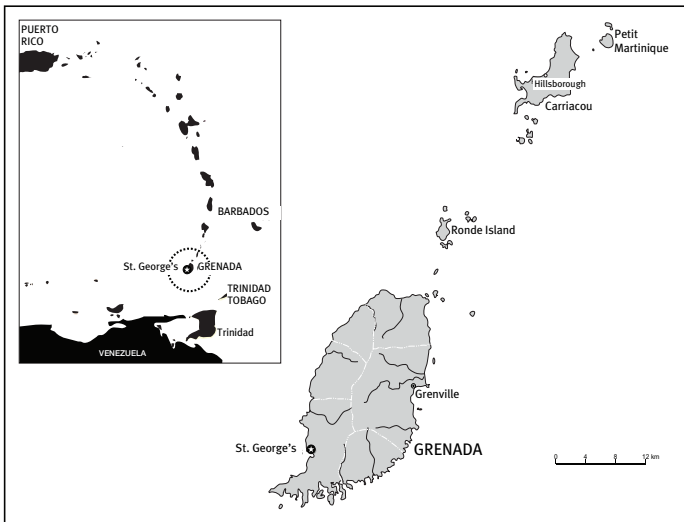 PUERTO
RICO
BARBADOS
St. George's
GRENADA
TRINIDAD
TOBAGO
Trinidad
VENEZUELA
Petit
Martinique
Hillsborough
Carriacou
Ronde Island
Grenville
St. George's
GRENADA
0 4 8 12 km